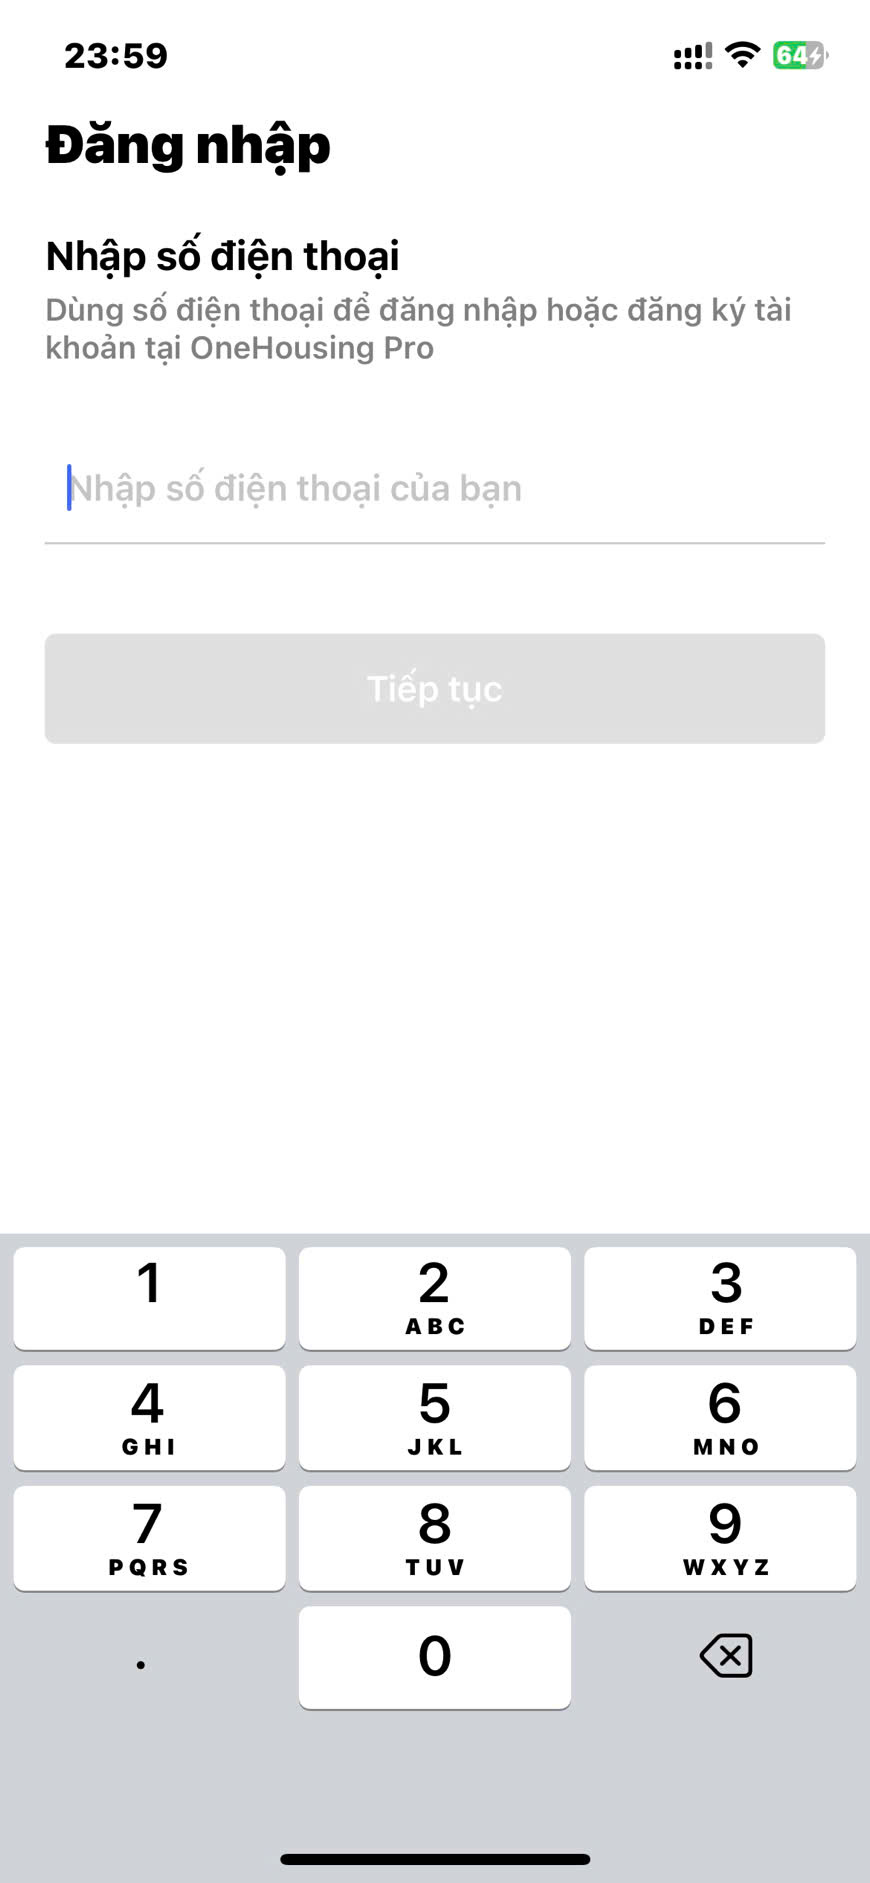 23:59
64
Đăng nhập
Nhập số điện thoại
Dùng số điện thoại để đăng nhập hoặc đăng ký tài
khoản tại OneHousing Pro
Nhập số điện thoại của bạn
Tiếp tục
1 2 3
ABC DEF
4 5 6
GHI JKL MNO
7 8 9
PQRS TUV WXYZ
. 0